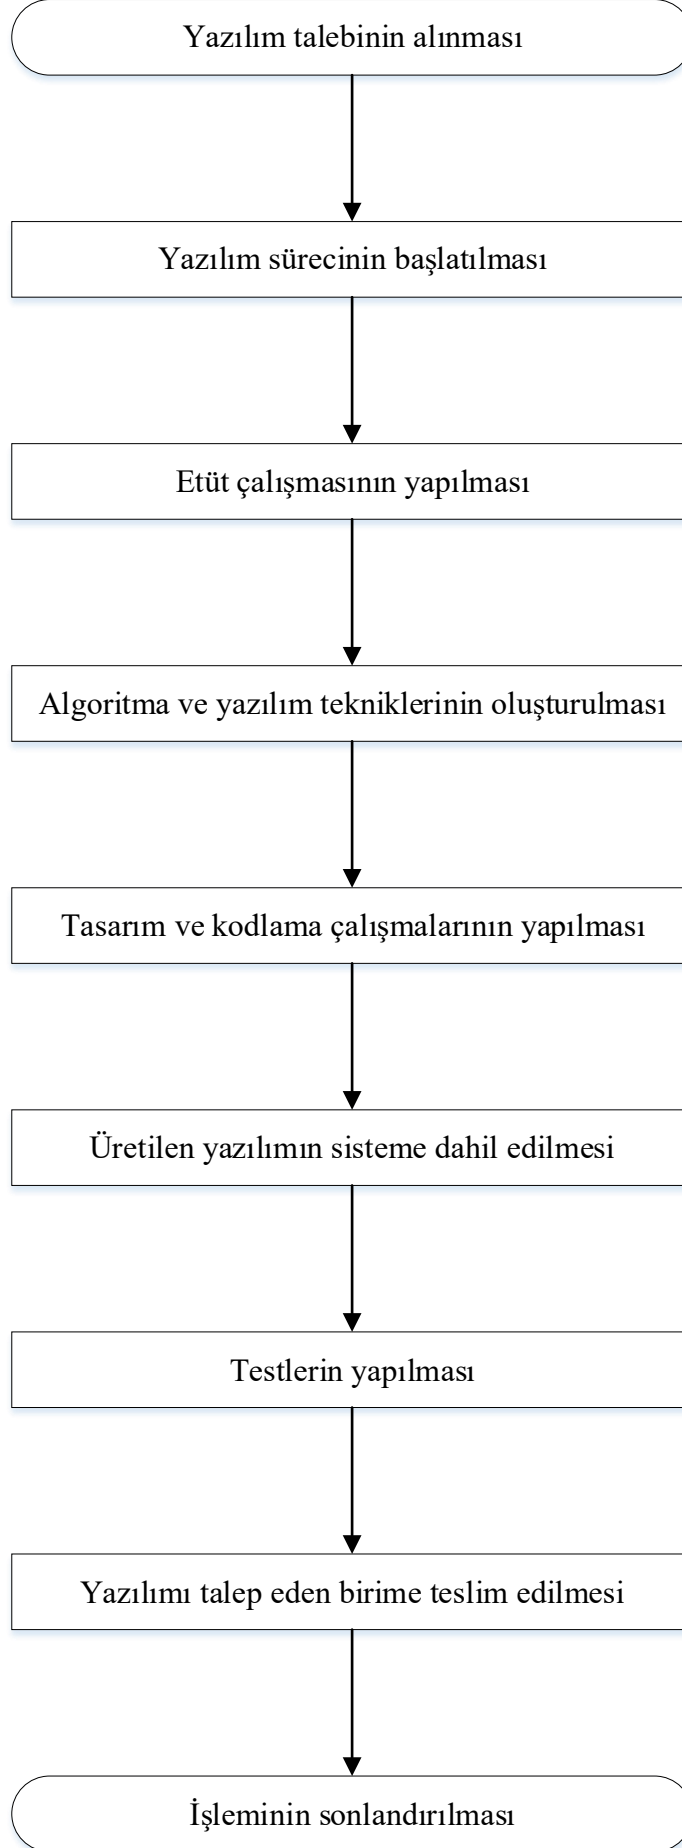 Yazılım talebinin alınması
Yazılım sürecinin başlatılması
Etüt çalışmasının yapılması
Algoritma ve yazılım tekniklerinin oluşturulması
Tasarım ve kodlama çalışmalarının yapılması
Üretilen yazılımın sisteme dahil edilmesi
Testlerin yapılması
Yazılımı talep eden birime teslim edilmesi
İşleminin sonlandırılması